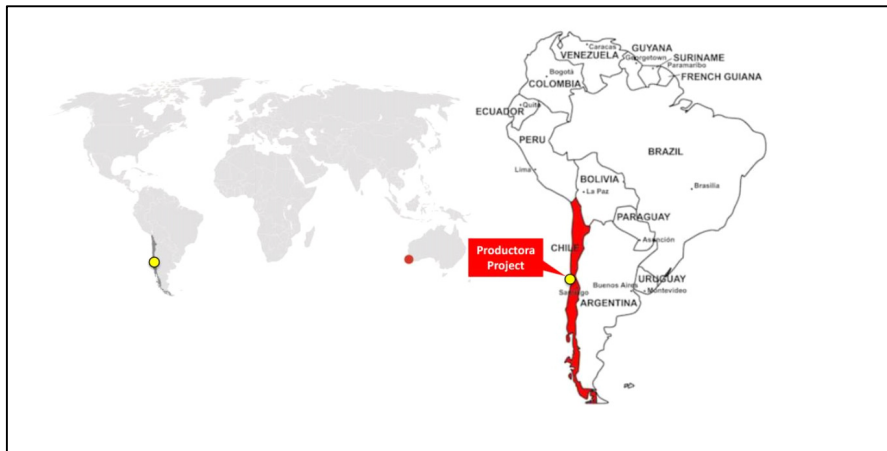 Caracas
VENEZUELA
GUYANA
Georgetown
SURINAME
Paramaribo
FRENCH GUIANA
Bogotá
COLOMBIA
ECUADOR
Quito
PERU
BRAZIL
Lima
BOLIVIA
La Paz
Brasilia
PARAGUAY
CHILE
Asunción
Productora
Project
URUGUAY
Santiago
Buenos Aires
Montevideo
ARGENTINA